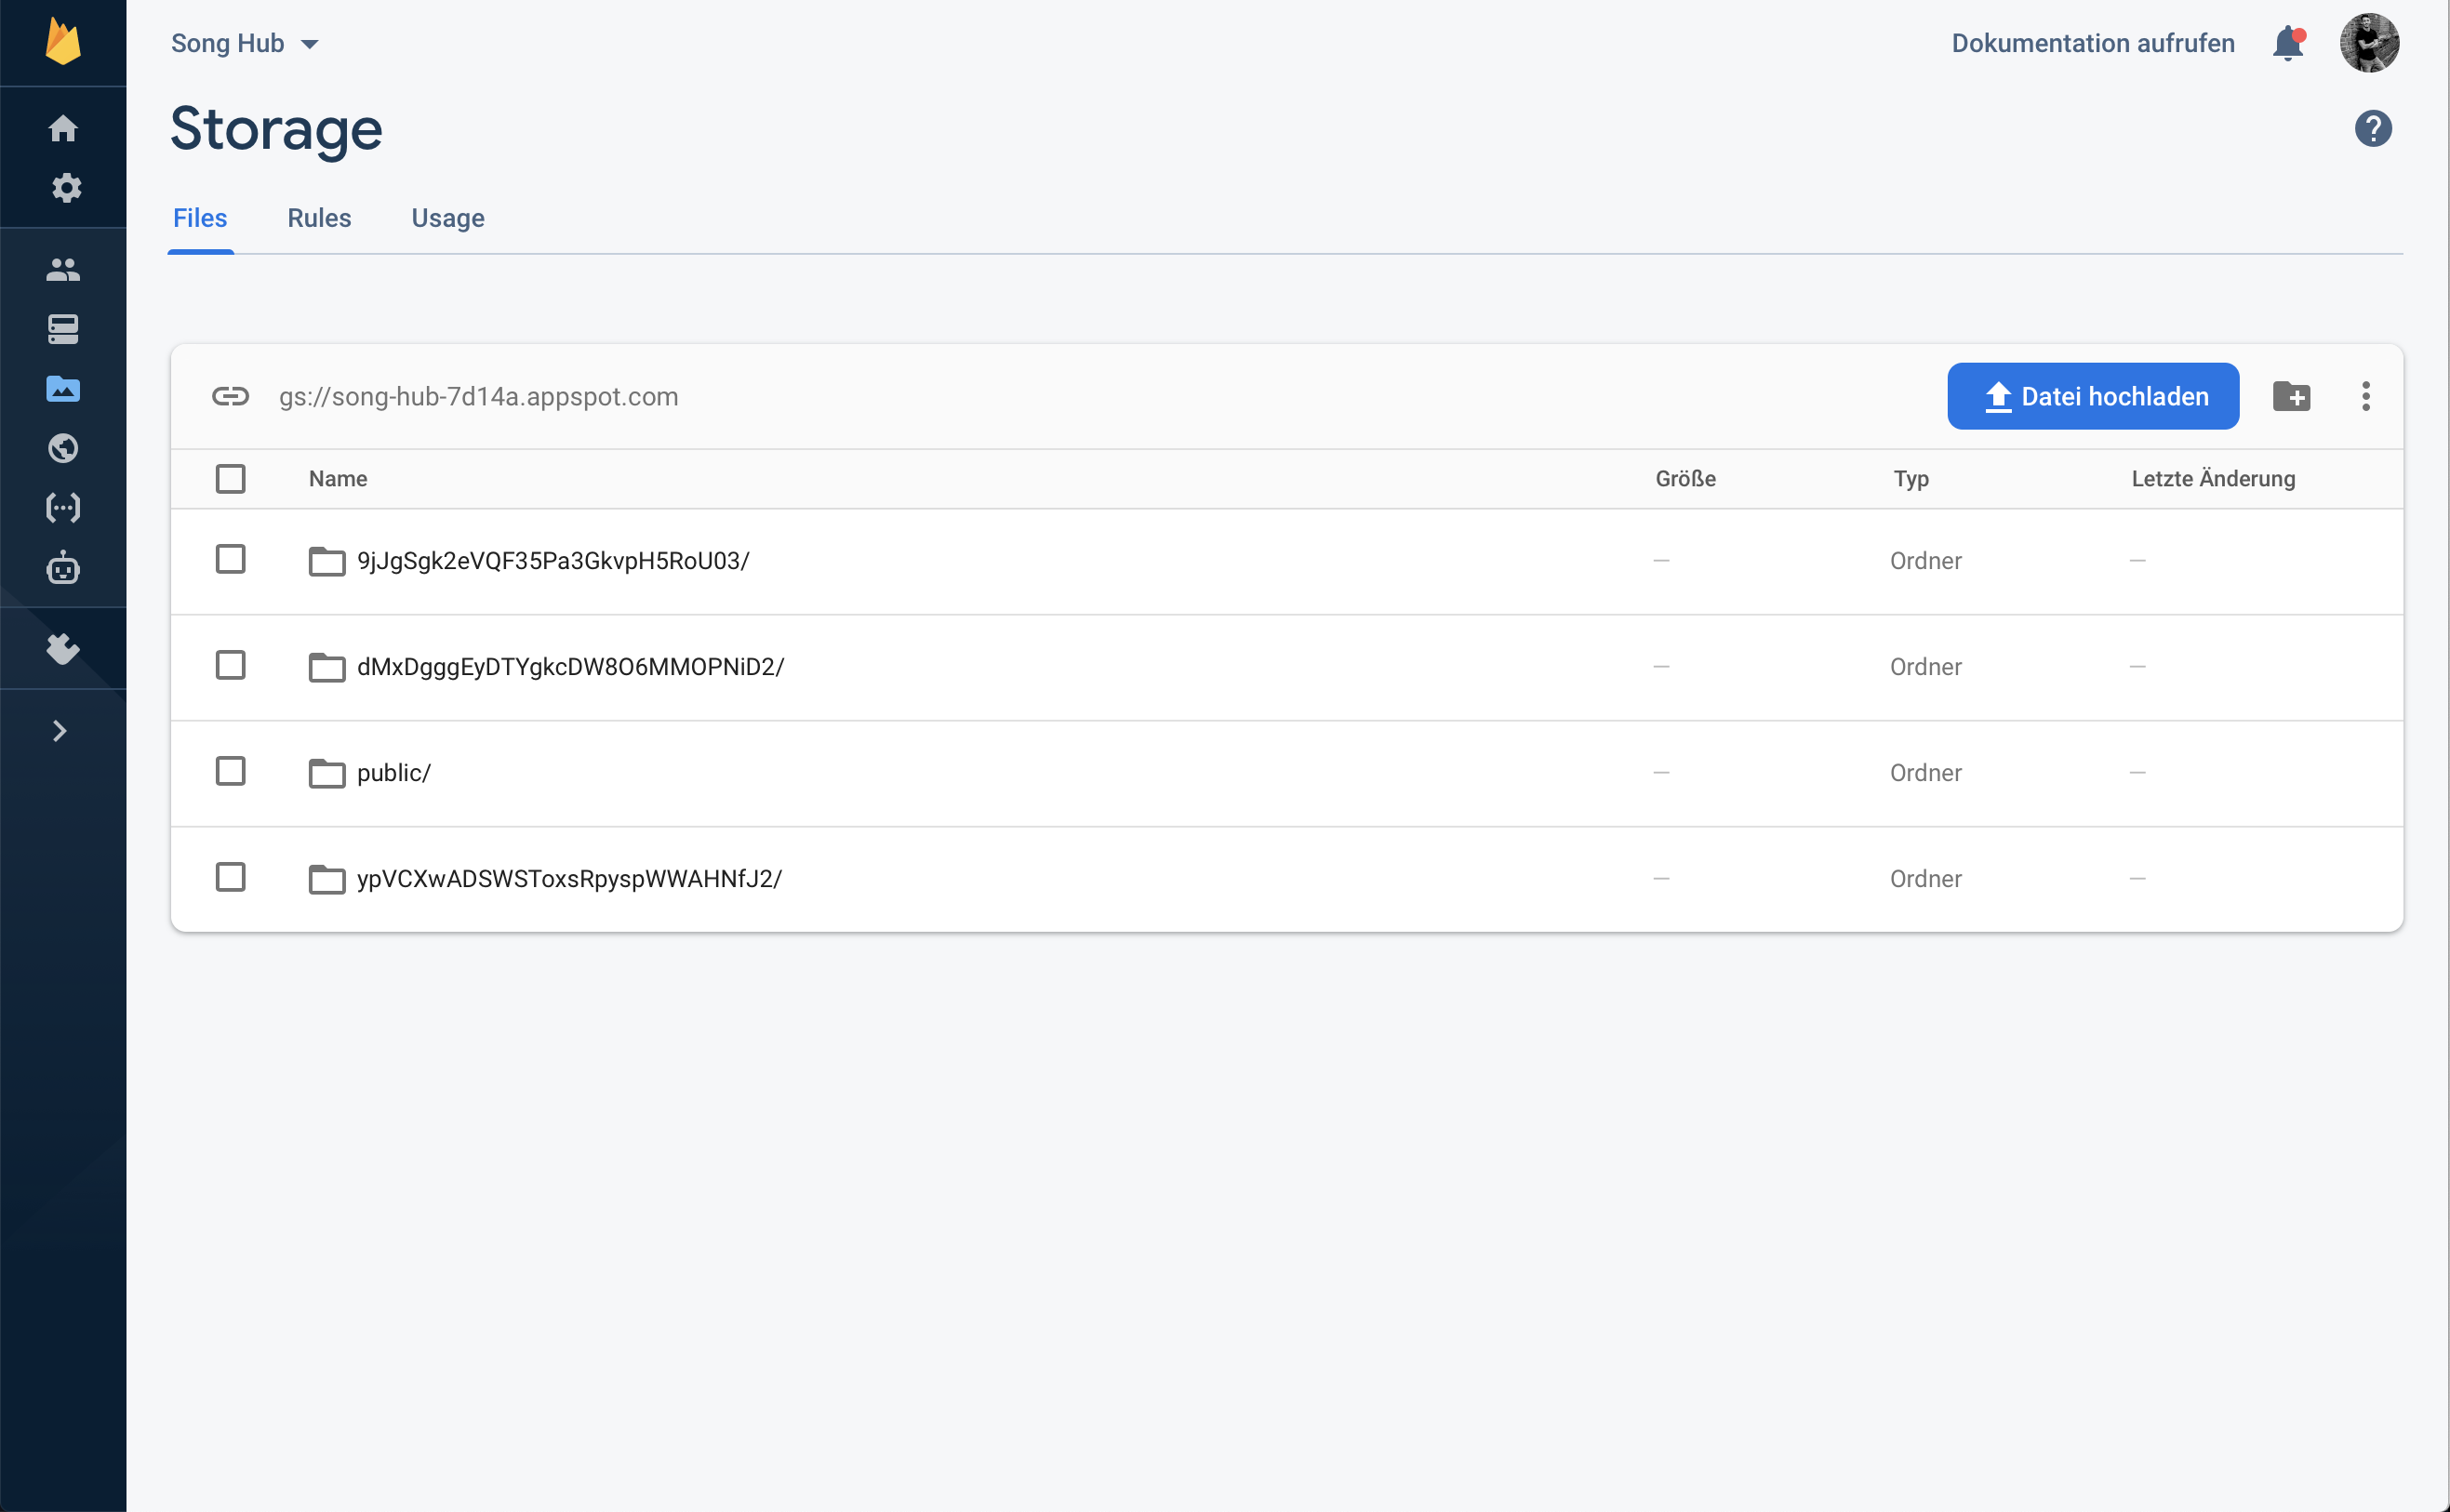 Song Hub
Dokumentation aufrufen
Storage
Files Rules Usage
gs://song-hub-7d14a.appspot.com
Datei hochladen
Name Größe Typ Letzte Änderung
9jJgSgk2eVQF35Pa3GkvpH5RoU03/ — Ordner —
dMxDgggEyDTYgkcDW8O6MMOPNiD2/ — Ordner —
public/ — Ordner —
ypVCXwADSWSToxsRpyspWWAHNfJ2/ — Ordner —